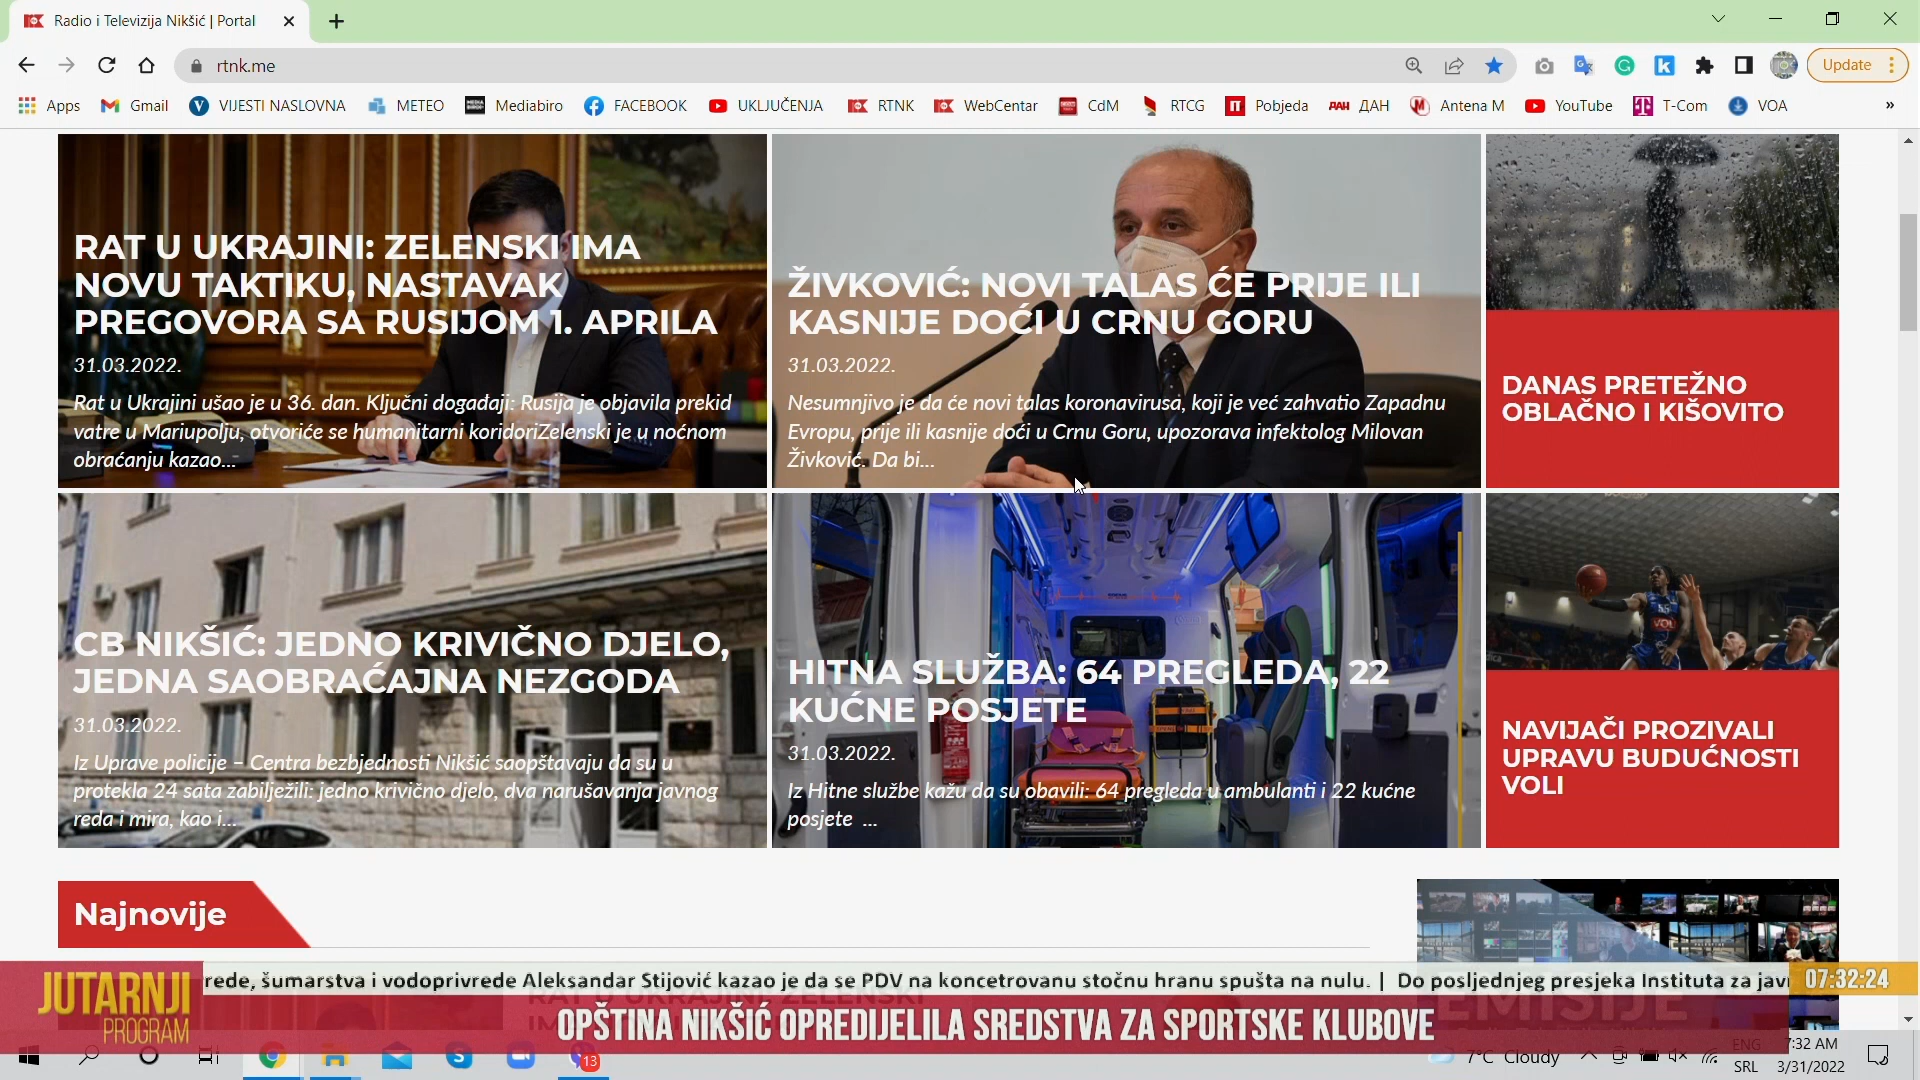 Radio i Televizija Nikšić | Portal
rtnk.me
Update
Apps
Gmail
VIJESTI NASLOVNA
METEO
Mediabiro
FACEBOOK
UKLJUČENJA
RTNK
WebCentar
CdM
RTCG
Pobjeda
ДАН
Antena M
YouTube
T-Com
VOA
»
RAT U UKRAJINI: ZELENSKI IMA
NOVU TAKTIKU, NASTAVAK
PREGOVORA SA RUSIJOM 1. APRILA
31.03.2022.
Rat u Ukrajini ušao je u 36. dan. Ključni događaji: Rusija je objavila prekid
vatre u Mariupolju, otvoriće se humanitarni koridoriZelenski je u noćnom
obraćanju kazao...
ŽIVKOVIĆ: NOVI TALAS ĆE PRIJE ILI
KASNIJE DOĆI U CRNU GORU
31.03.2022.
Nesumnjivo je da će novi talas koronavirusa, koji je već zahvatio Zapadnu
Evropu, prije ili kasnije doći u Crnu Goru, upozorava infektolog Milovan
Živković. Da bi...
DANAS PRETEŽNO
OBLAČNO I KIŠOVITO
CB NIKŠIĆ: JEDNO KRIVIČNO DJELO,
JEDNA SAOBRAĆAJNA NEZGODA
31.03.2022.
Iz Uprave policije – Centra bezbjednosti Nikšić saopštavaju da su u
protekla 24 sata zabilježili: jedno krivično djelo, dva narušavanja javnog
reda i mira, kao i...
HITNA SLUŽBA: 64 PREGLEDA, 22
KUĆNE POSJETE
31.03.2022.
Iz Hitne službe kažu da su obavili: 64 pregleda u ambulanti i 22 kućne
posjete ...
NAVIJAČI PROZIVALI
UPRAVU BUDUĆNOSTI
VOLI
Najnovije
JUTARNJI
PROGRAM
rede, šumarstva i vodoprivrede Aleksandar Stijović kazao je da se PDV na koncetrovanu stočnu hranu spušta na nulu. | Do posljednjeg presjeka Instituta za javi
07:32:24
RAT U UKRAJINI: ZELENSKI
EMISIJE
OPŠTINA NIKŠIĆ OPREDIJELILA SREDSTVA ZA SPORTSKE KLUBOVE
13
7°C Cloudy
ENG
SRL
7:32 AM
3/31/2022